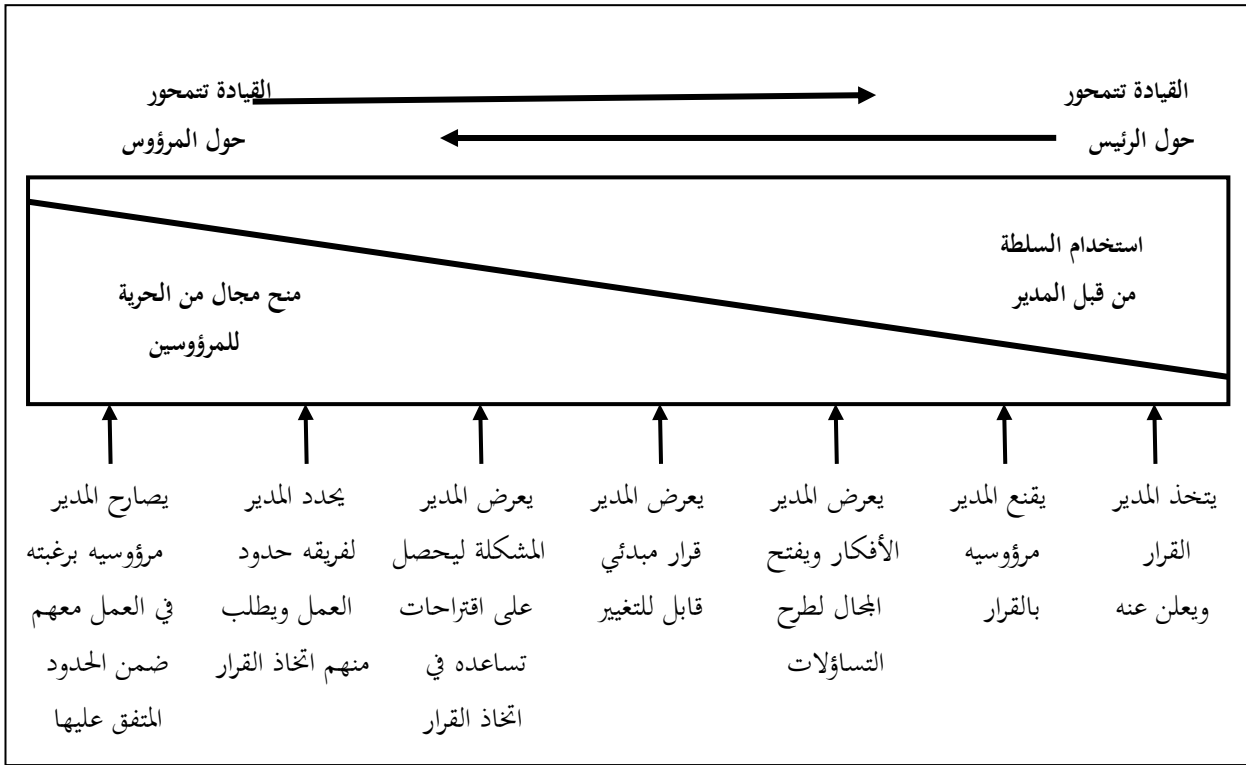 القيادة تتمحور
حول الرئيس
القيادة تتمحور
حول المرؤوس
استخدام السلطة
من قبل المدير
منح مجال من الحرية
للمرؤوسين
يتخذ المدير
القرار
ويعلن عنه
يقنع المدير
مرؤوسيه
بالقرار
يعرض المدير
الأفكار ويفتح
المجال لطرح
التساؤلات
يعرض المدير
قرار مبدئي
قابل للتغيير
يعرض المدير
المشكلة ليحصل
على اقتراحات
تساعده في
اتخاذ القرار
يحدد المدير
لفريقه حدود
العمل ويطلب
منهم اتخاذ القرار
يصارح المدير
مرؤوسيه برغبته
في العمل معهم
ضمن الحدود
المتفق عليها